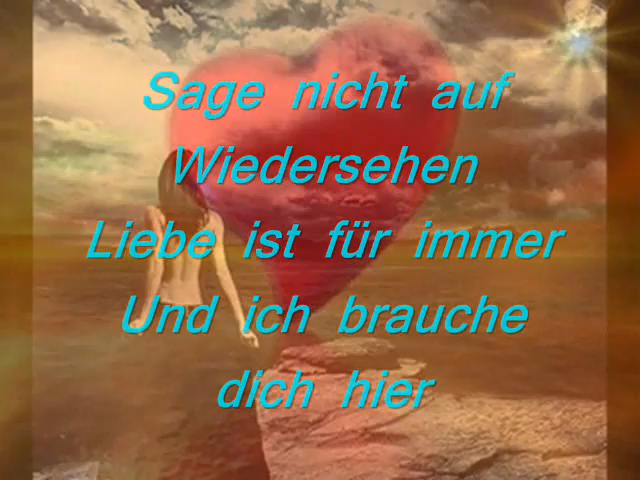 Sage nicht auf
Wiedersehen
Liebe ist für immer
Und ich brauche
dich hier